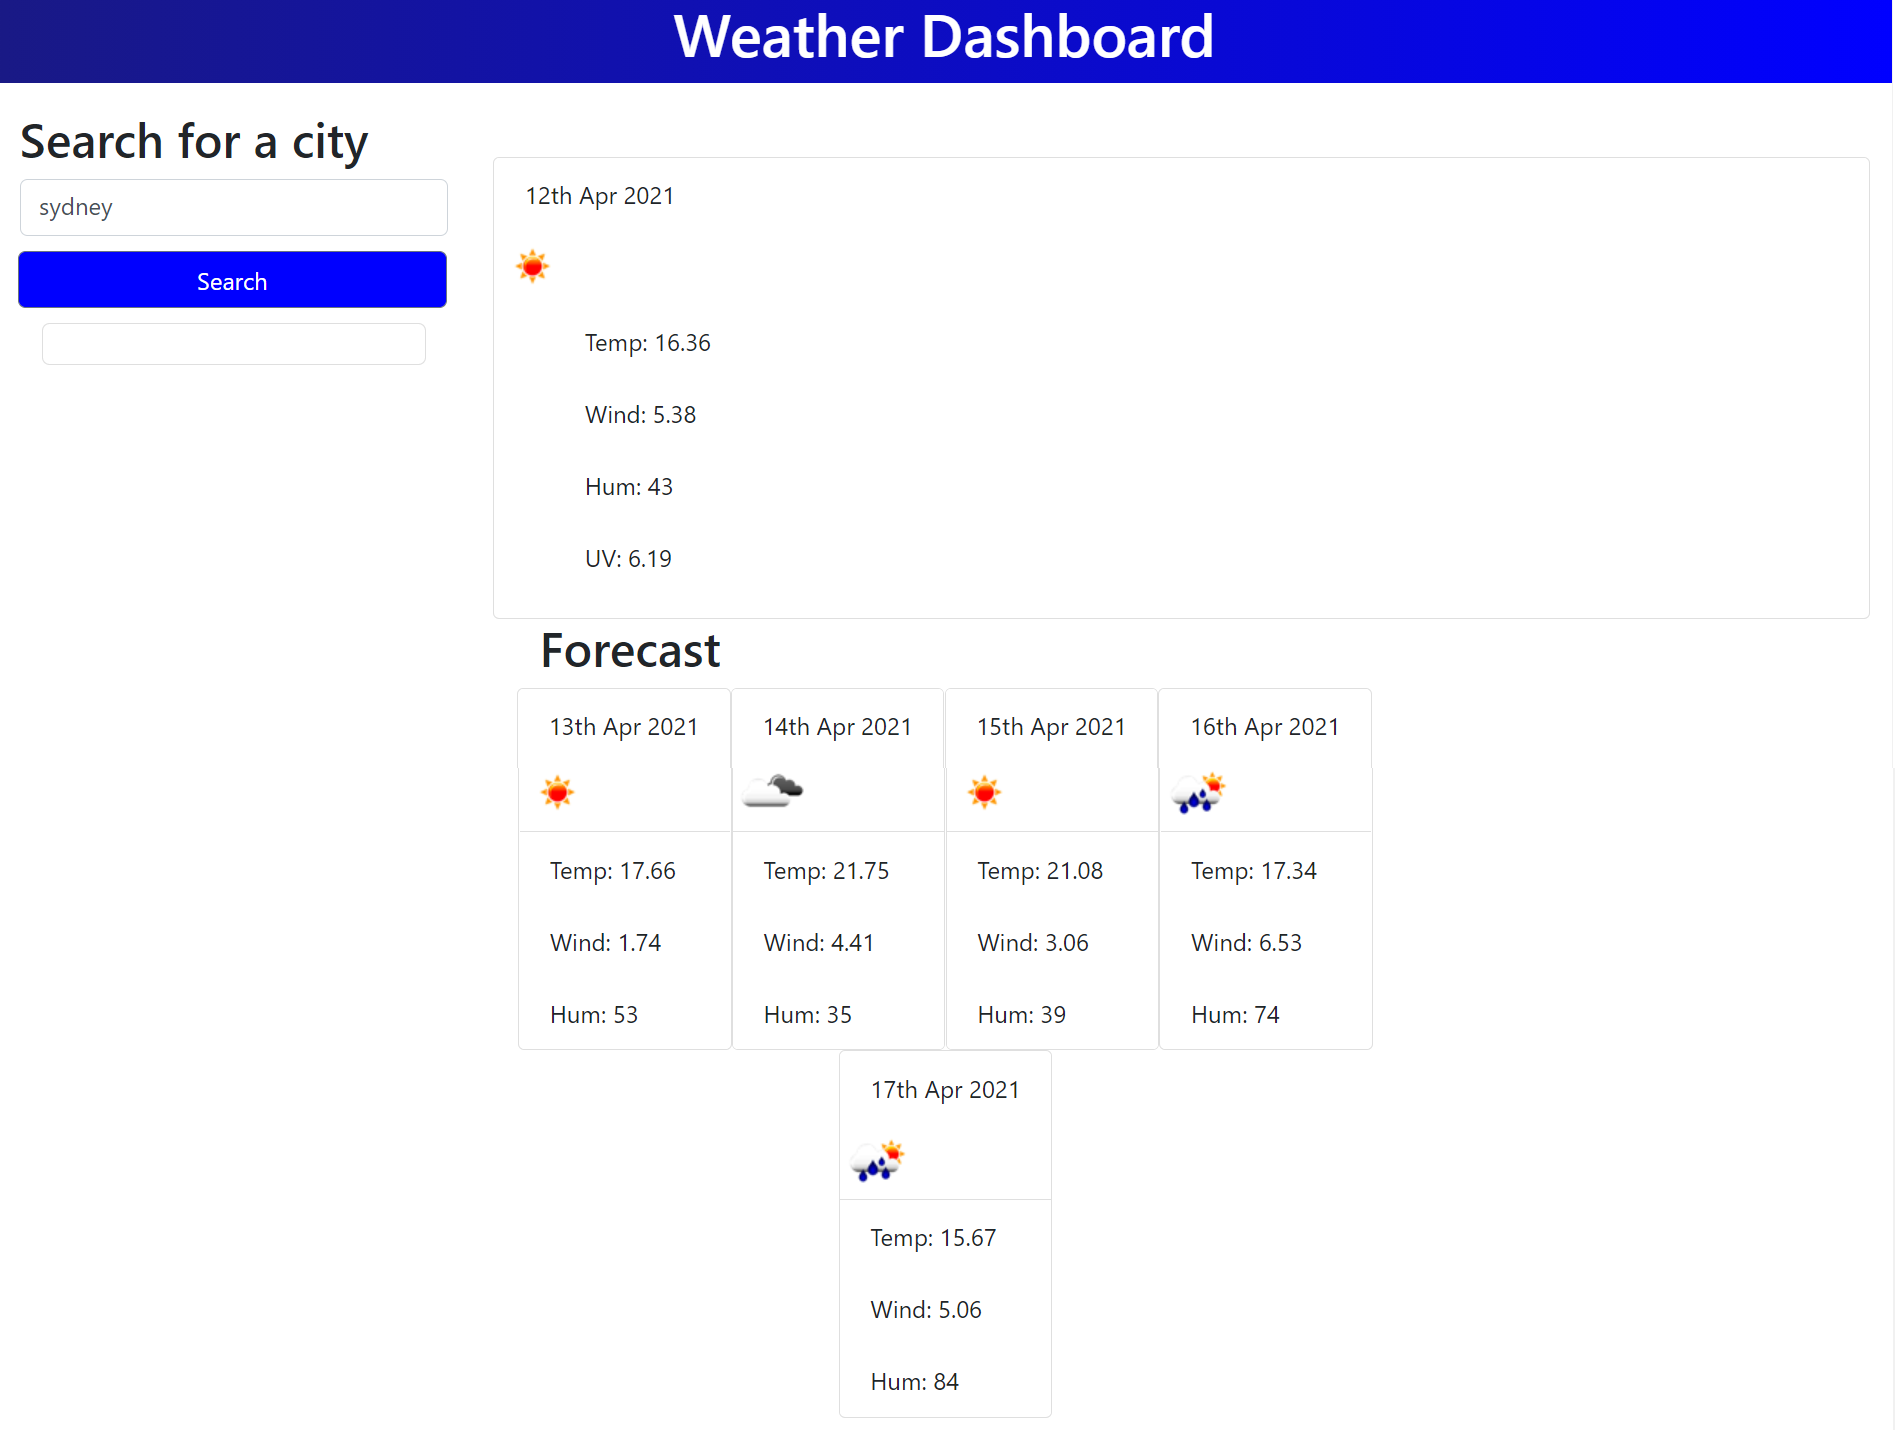 Weather Dashboard
Search for a city
sydney
Search
12th Apr 2021
Temp: 16.36
Wind: 5.38
Hum: 43
UV: 6.19
Forecast
13th Apr 2021
Temp: 17.66
Wind: 1.74
Hum: 53
14th Apr 2021
Temp: 21.75
Wind: 4.41
Hum: 35
15th Apr 2021
Temp: 21.08
Wind: 3.06
Hum: 39
16th Apr 2021
Temp: 17.34
Wind: 6.53
Hum: 74
17th Apr 2021
Temp: 15.67
Wind: 5.06
Hum: 84